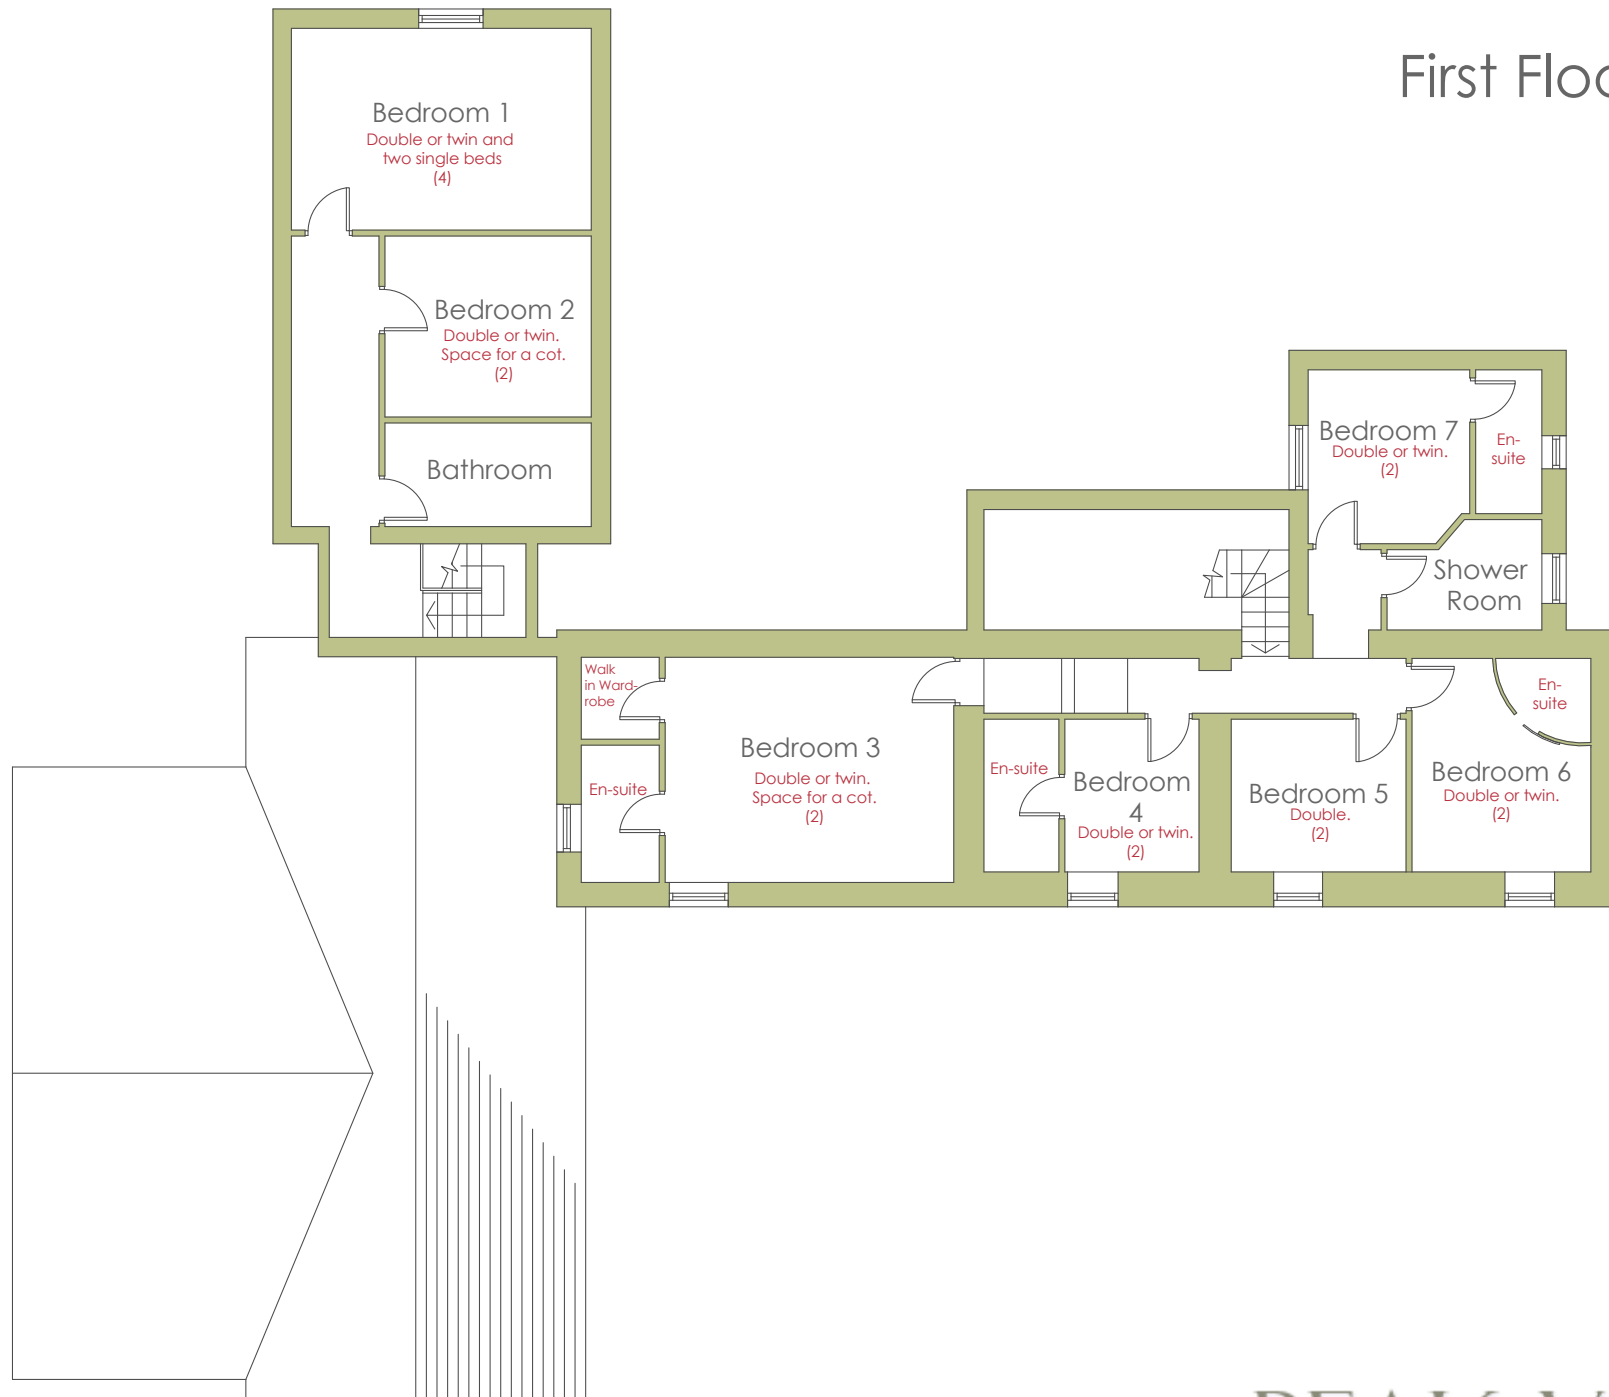 First Floo
Bedroom 1
Double or twin and
two single beds
(4)
Bedroom 2
Double or twin.
Space for a cot.
(2)
Bathroom
Bedroom 7
Double or twin.
(2)
En-
suite
Shower
Room
Walk
in Ward-
robe
En-suite
Bedroom 3
Double or twin.
Space for a cot.
(2)
En-suite
Bedroom
4
Double or twin.
(2)
Bedroom 5
Double.
(2)
Bedroom 6
Double or twin.
(2)
En-
suite